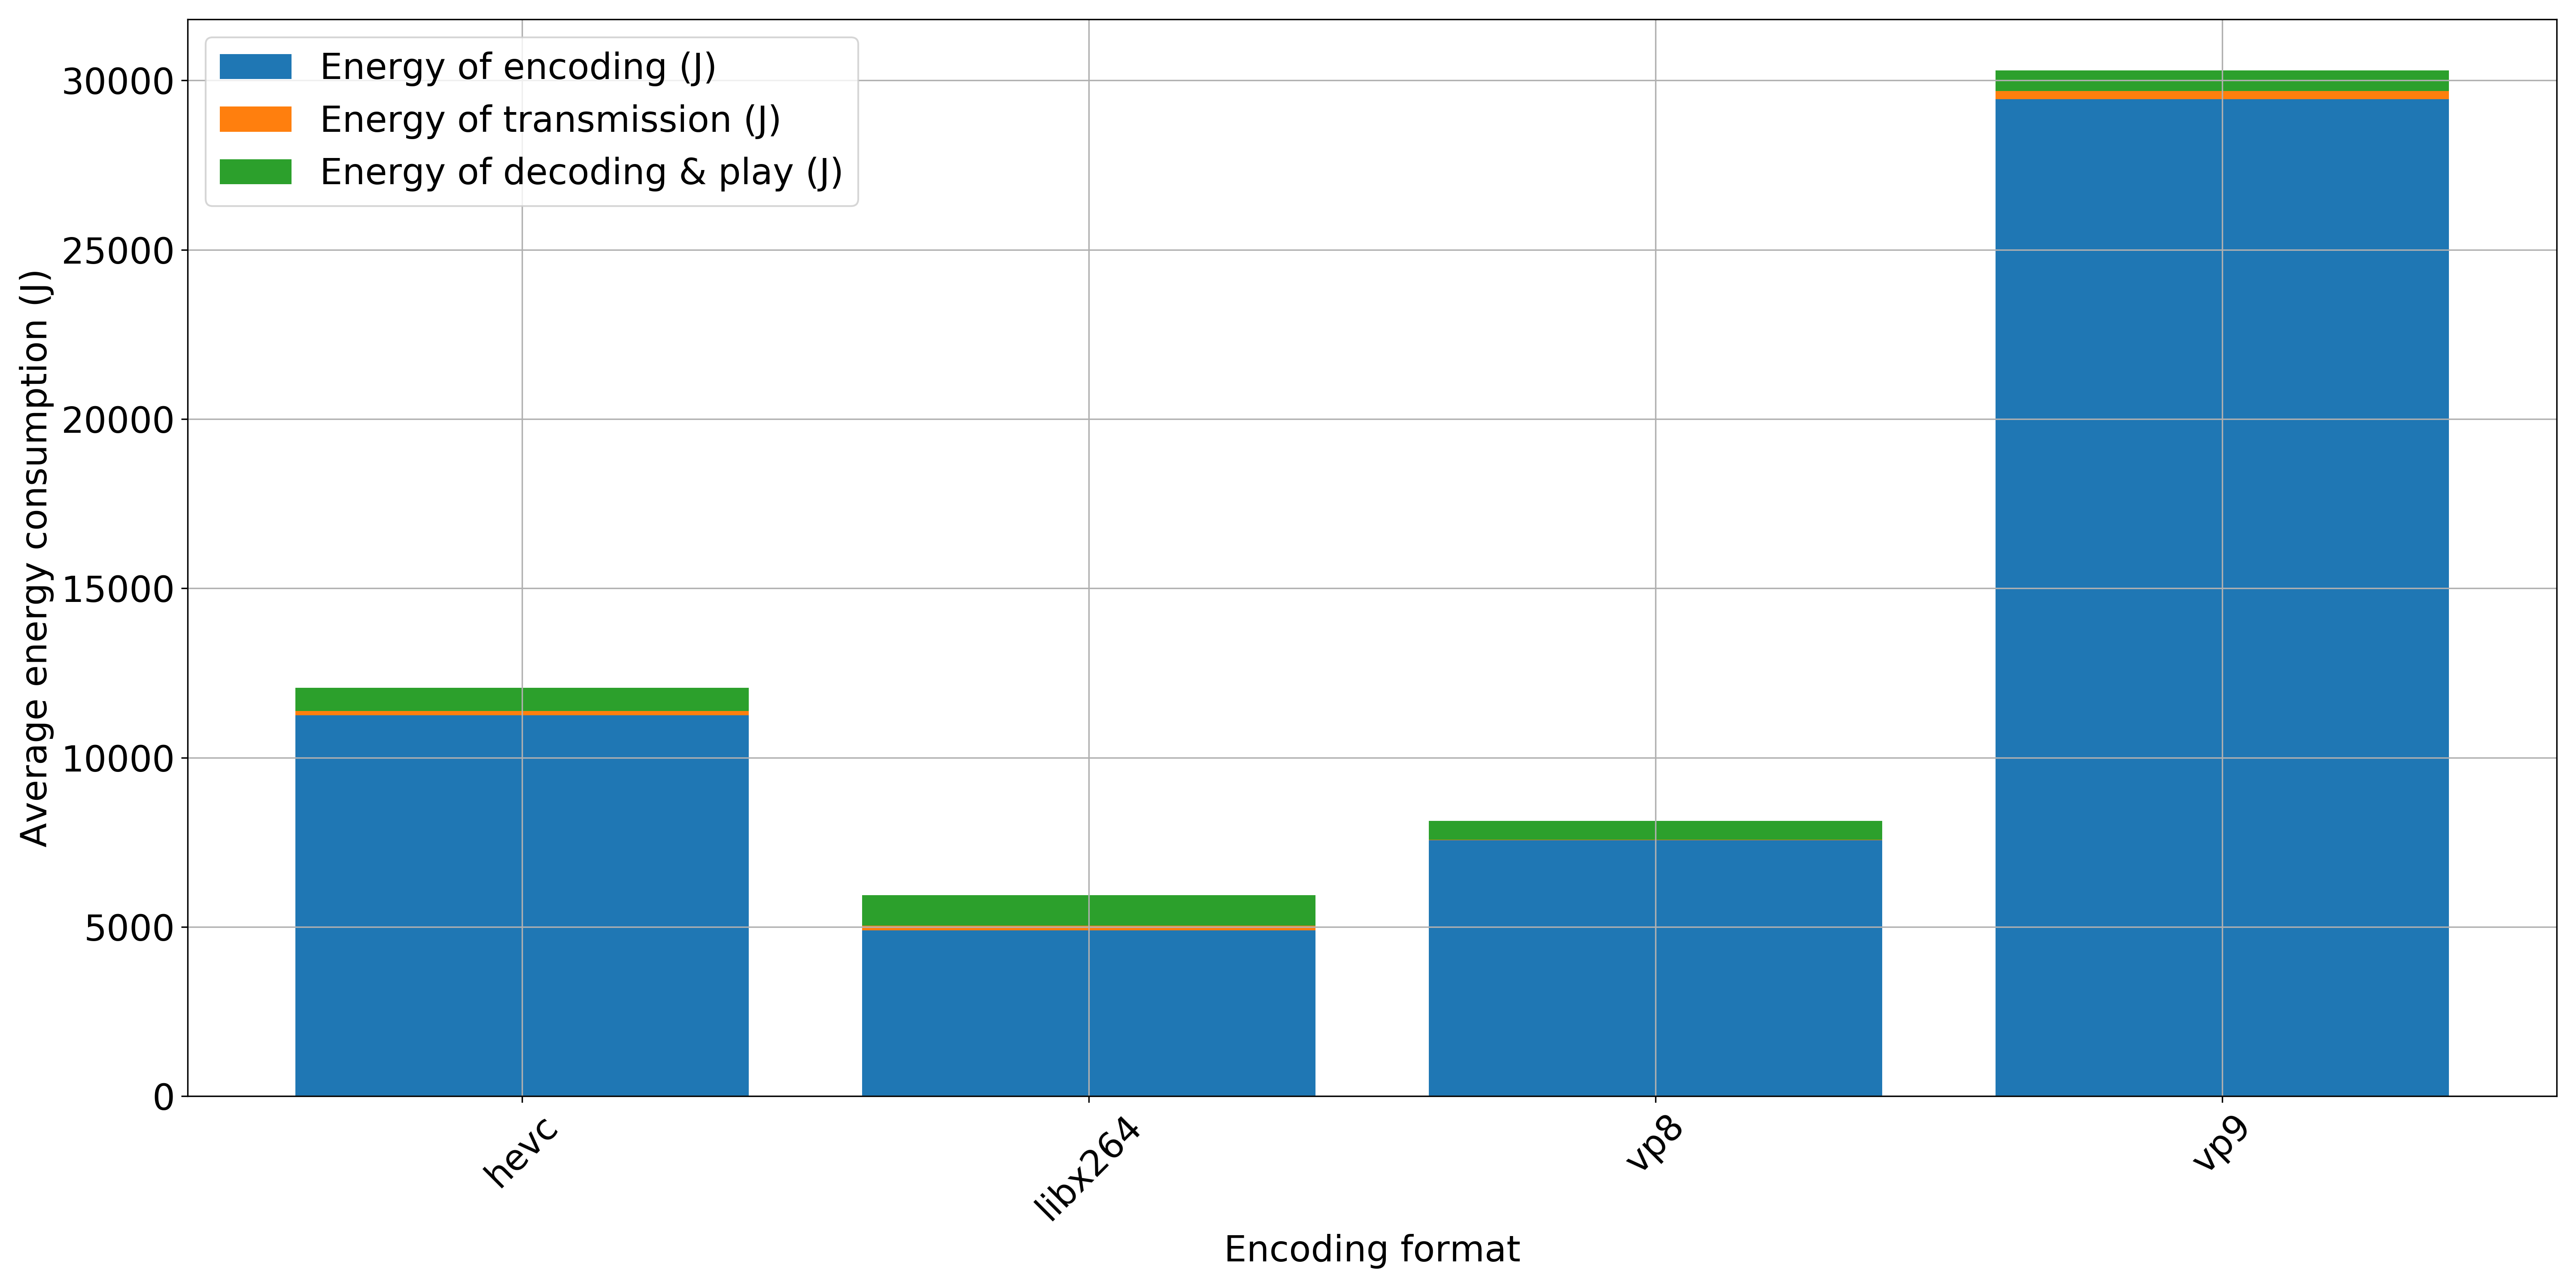 Energy of encoding (J)
Energy of transmission (J)
Energy of decoding & play (J)
Average energy consumption (J)
30000
25000
20000
15000
10000
5000
0
hevc
libx264
vp8
vp9
Encoding format